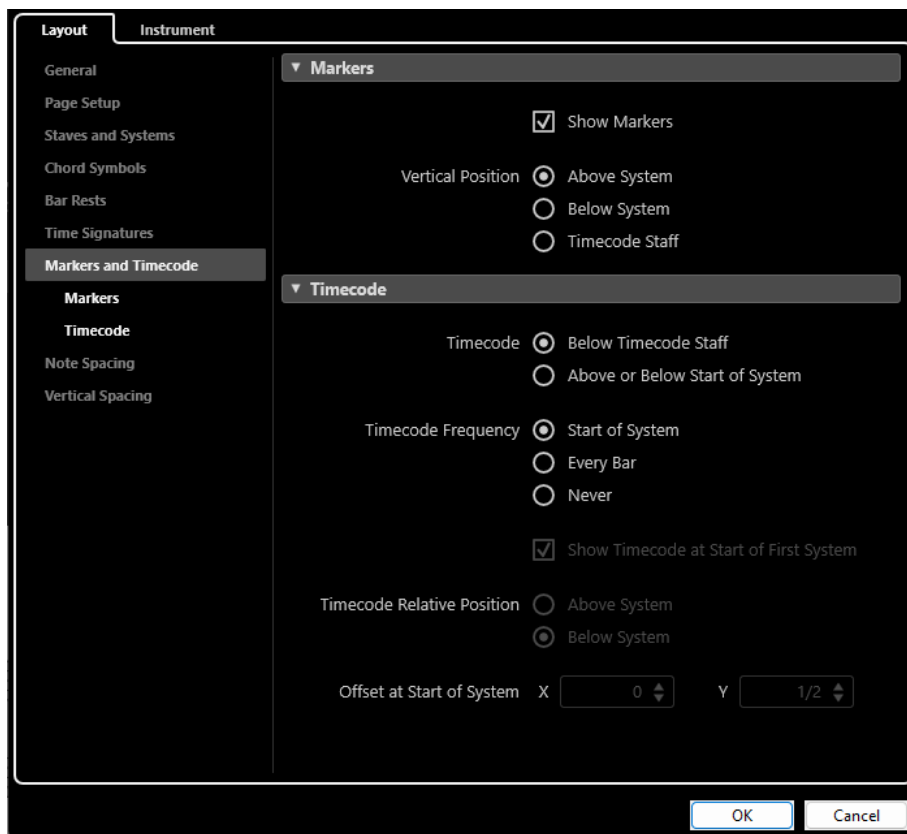 Layout Instrument
General
Page Setup
Staves and Systems
Chord Symbols
Bar Rests
Time Signatures
Markers and Timecode
Markers
Timecode
Note Spacing
Vertical Spacing
Markers
Show Markers
Vertical Position Above System
Below System
Timecode Staff
Timecode
Timecode Below Timecode Staff
Above or Below Start of System
Timecode Frequency Start of System
Every Bar
Never
Show Timecode at Start of First System
Timecode Relative Position Above System
Below System
Offset at Start of System X 0 Y 1/2
OK Cancel